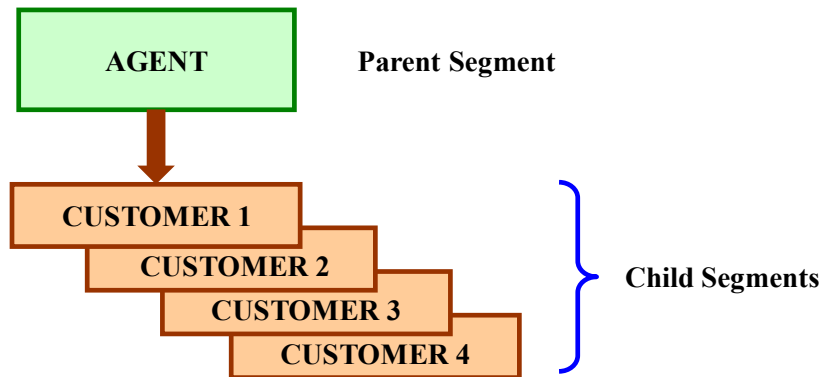 AGENT
Parent Segment
CUSTOMER 1
CUSTOMER 2
CUSTOMER 3
CUSTOMER 4
Child Segments